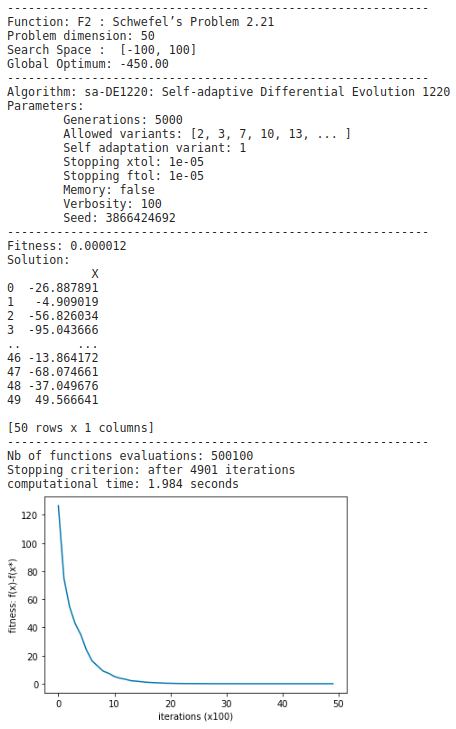 ------------------------------------------------------------
Function: F2 : Schwefel’s Problem 2.21
Problem dimension: 50
Search Space :  [-100, 100]
Global Optimum: -450.00
------------------------------------------------------------
Algorithm: sa-DE1220: Self-adaptive Differential Evolution 1220
Parameters:
        Generations: 5000
        Allowed variants: [2, 3, 7, 10, 13, ... ]
        Self adaptation variant: 1
        Stopping xtol: 1e-05
        Stopping ftol: 1e-05
        Memory: false
        Verbosity: 100
        Seed: 3866424692
------------------------------------------------------------
Fitness: 0.000012
Solution:
            X
0  -26.887891
1   -4.909019
2  -56.826034
3  -95.043666
..        ...
46 -13.864172
47 -68.074661
48 -37.049676
49  49.566641

[50 rows x 1 columns]
------------------------------------------------------------
Nb of functions evaluations: 500100
Stopping criterion: after 4901 iterations
computational time: 1.984 seconds
fitness: f(x)-f(x*)
120
100
80
60
40
20
0
0 10 20 30 40 50
iterations (x100)